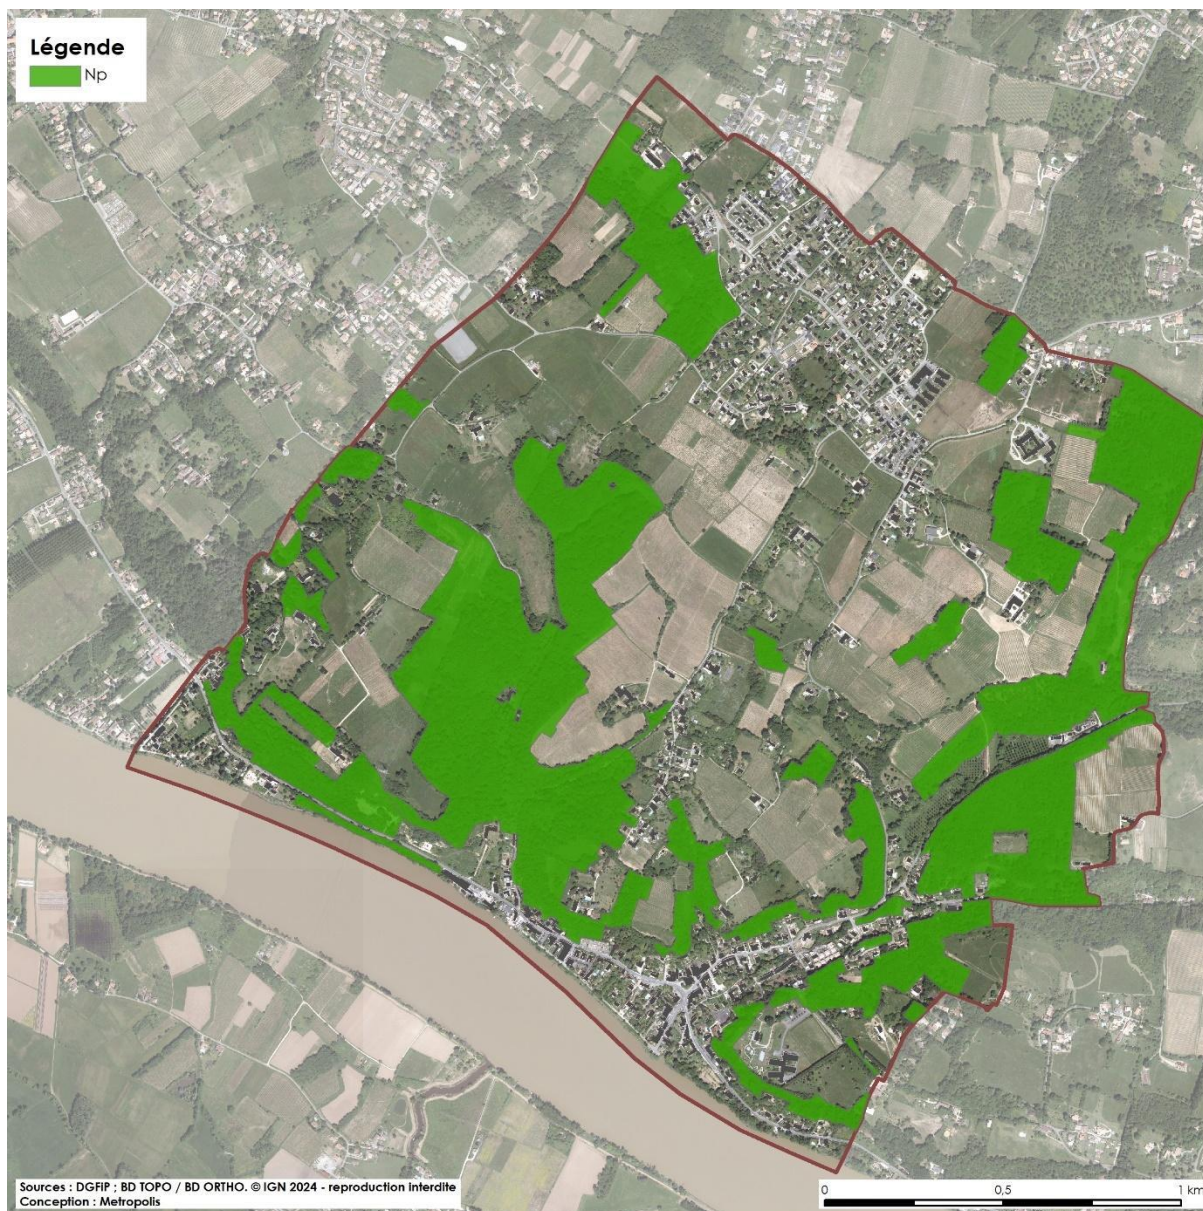 Légende
Np
Sources : DGFiP ; BD TOPO / BD ORTHO. © IGN 2024 - reproduction interdite
Conception : Metropolis
0 0,5 1 km